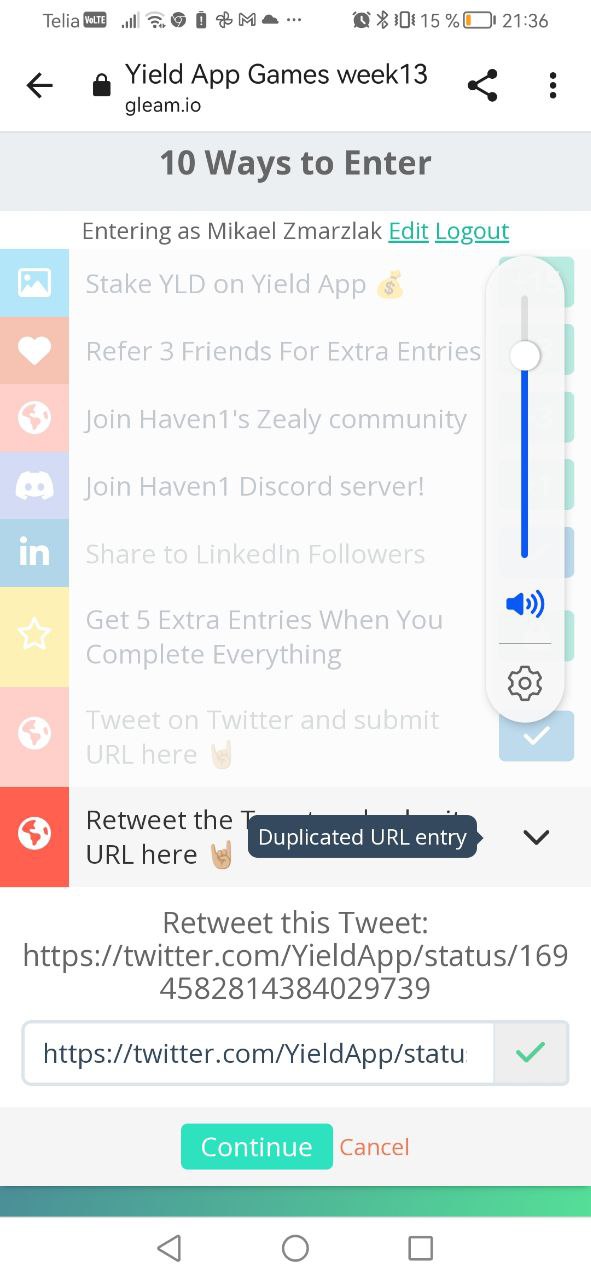 Telia VoLTE 15 % 21:36
Yield App Games week13
gleam.io
10 Ways to Enter
Entering as Mikael Zmarzlak Edit Logout
Stake YLD on Yield App 💰
Refer 3 Friends For Extra Entries
Join Haven1's Zealy community
Join Haven1 Discord server!
in Share to LinkedIn Followers
Get 5 Extra Entries When You
Complete Everything
Tweet on Twitter and submit
URL here 🤘🏼
Retweet the
URL here 🤘🏼 Duplicated URL entry
Retweet this Tweet:
https://twitter.com/YieldApp/status/169
4582814384029739
https://twitter.com/YieldApp/statu
Continue Cancel